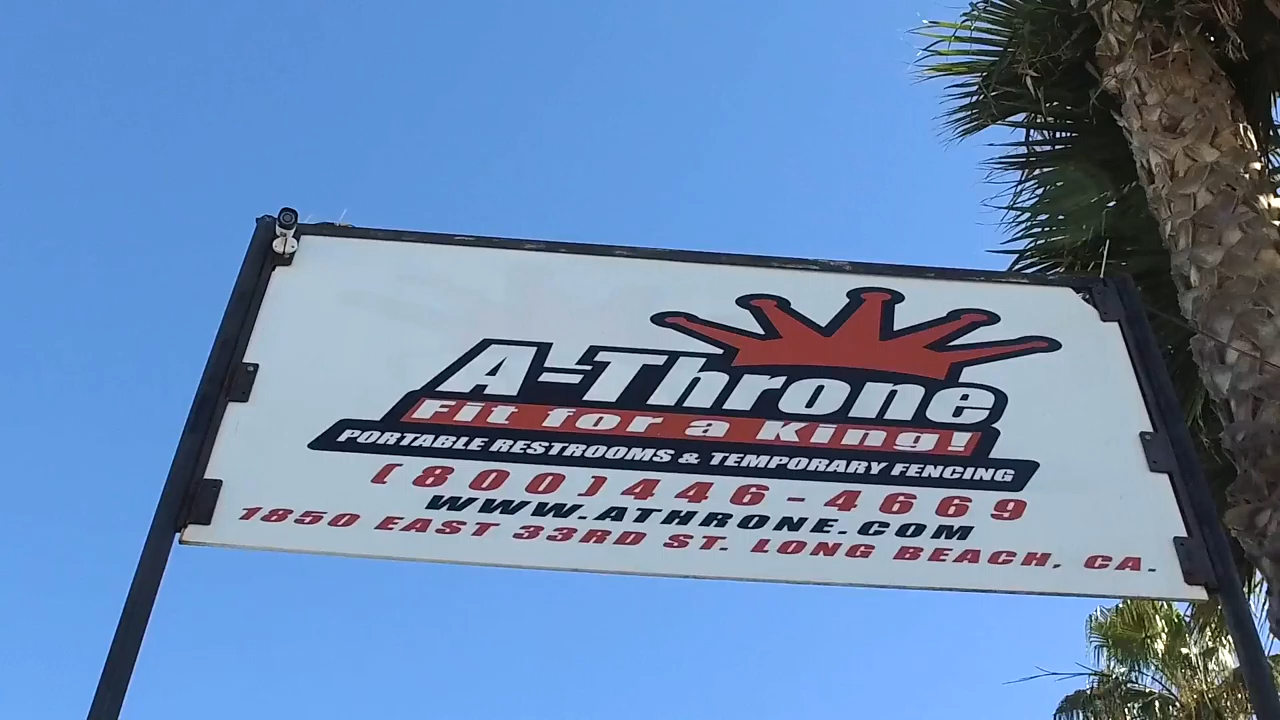 A-Throne
Fit for a King!
PORTABLE RESTROOMS & TEMPORARY FENCING
(800)446-4669
WWW.ATHRONE.COM
1850 EAST 33RD ST. LONG BEACH, CA.